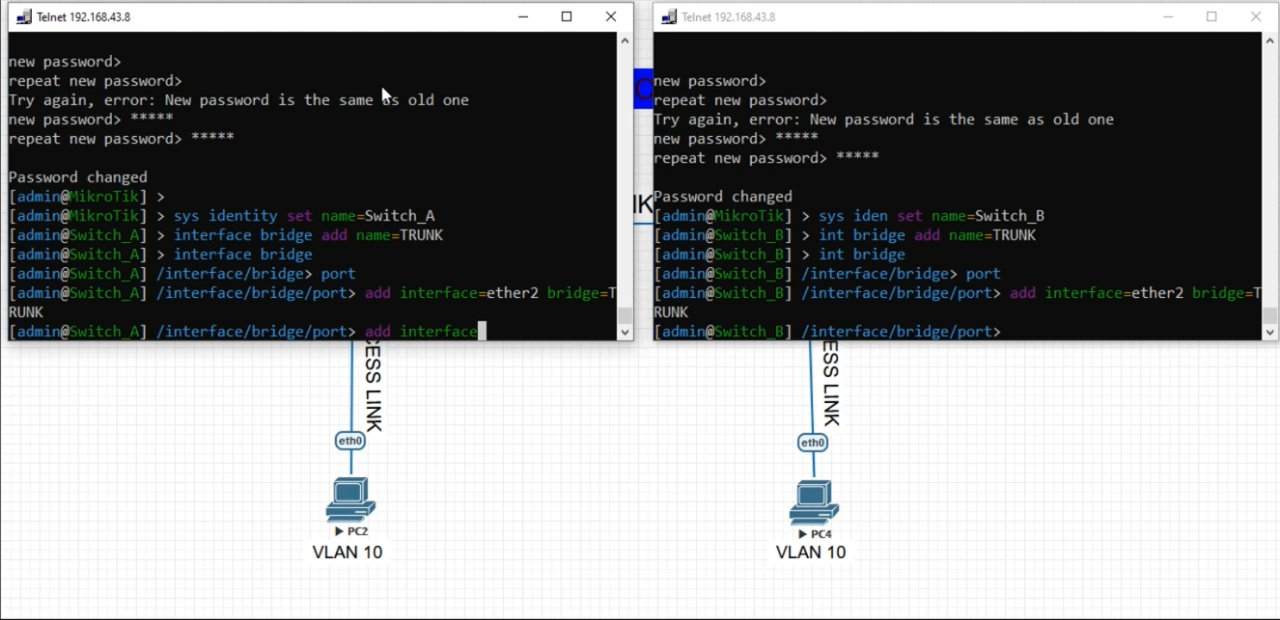 Telnet 192.168.43.8
new password>
repeat new password>
Try again, error: New password is the same as old one
new password> *****
repeat new password> *****
Password changed
[admin@MikroTik] >
[admin@MikroTik] > sys identity set name=Switch_A
[admin@Switch_A] > interface bridge add name=TRUNK
[admin@Switch_A] > interface bridge
[admin@Switch_A] /interface/bridge> port
[admin@Switch_A] /interface/bridge/port> add interface=ether2 bridge=T
RUNK
[admin@Switch_A] /interface/bridge/port> add interface
Telnet 192.168.43.8
new password>
repeat new password>
Try again, error: New password is the same as old one
new password> *****
repeat new password> *****
Password changed
[admin@MikroTik] > sys iden set name=Switch_B
[admin@Switch_B] > int bridge add name=TRUNK
[admin@Switch_B] > int bridge
[admin@Switch_B] /interface/bridge> port
[admin@Switch_B] /interface/bridge/port> add interface=ether2 bridge=T
RUNK
[admin@Switch_B] /interface/bridge/port>
CESS LINK
eth0
PC2
VLAN 10
ESS LINK
eth0
PC4
VLAN 10